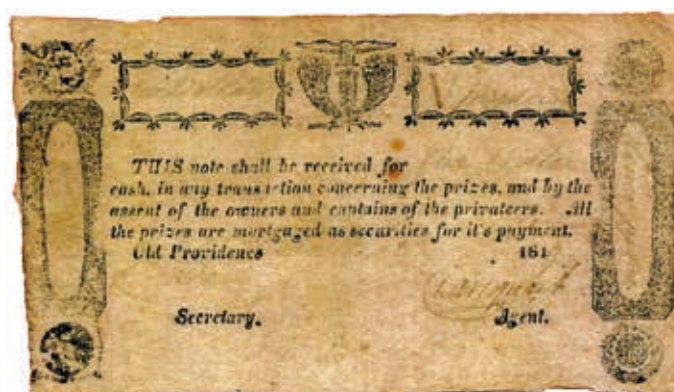 THIS note shall be received for
cash, in any transaction concerning the prizes, and by the
assent of the owners and captains of the privateers. All
the prizes are mortgaged as securities for it's payment.
Old Providence 181
Secretary. Agent.